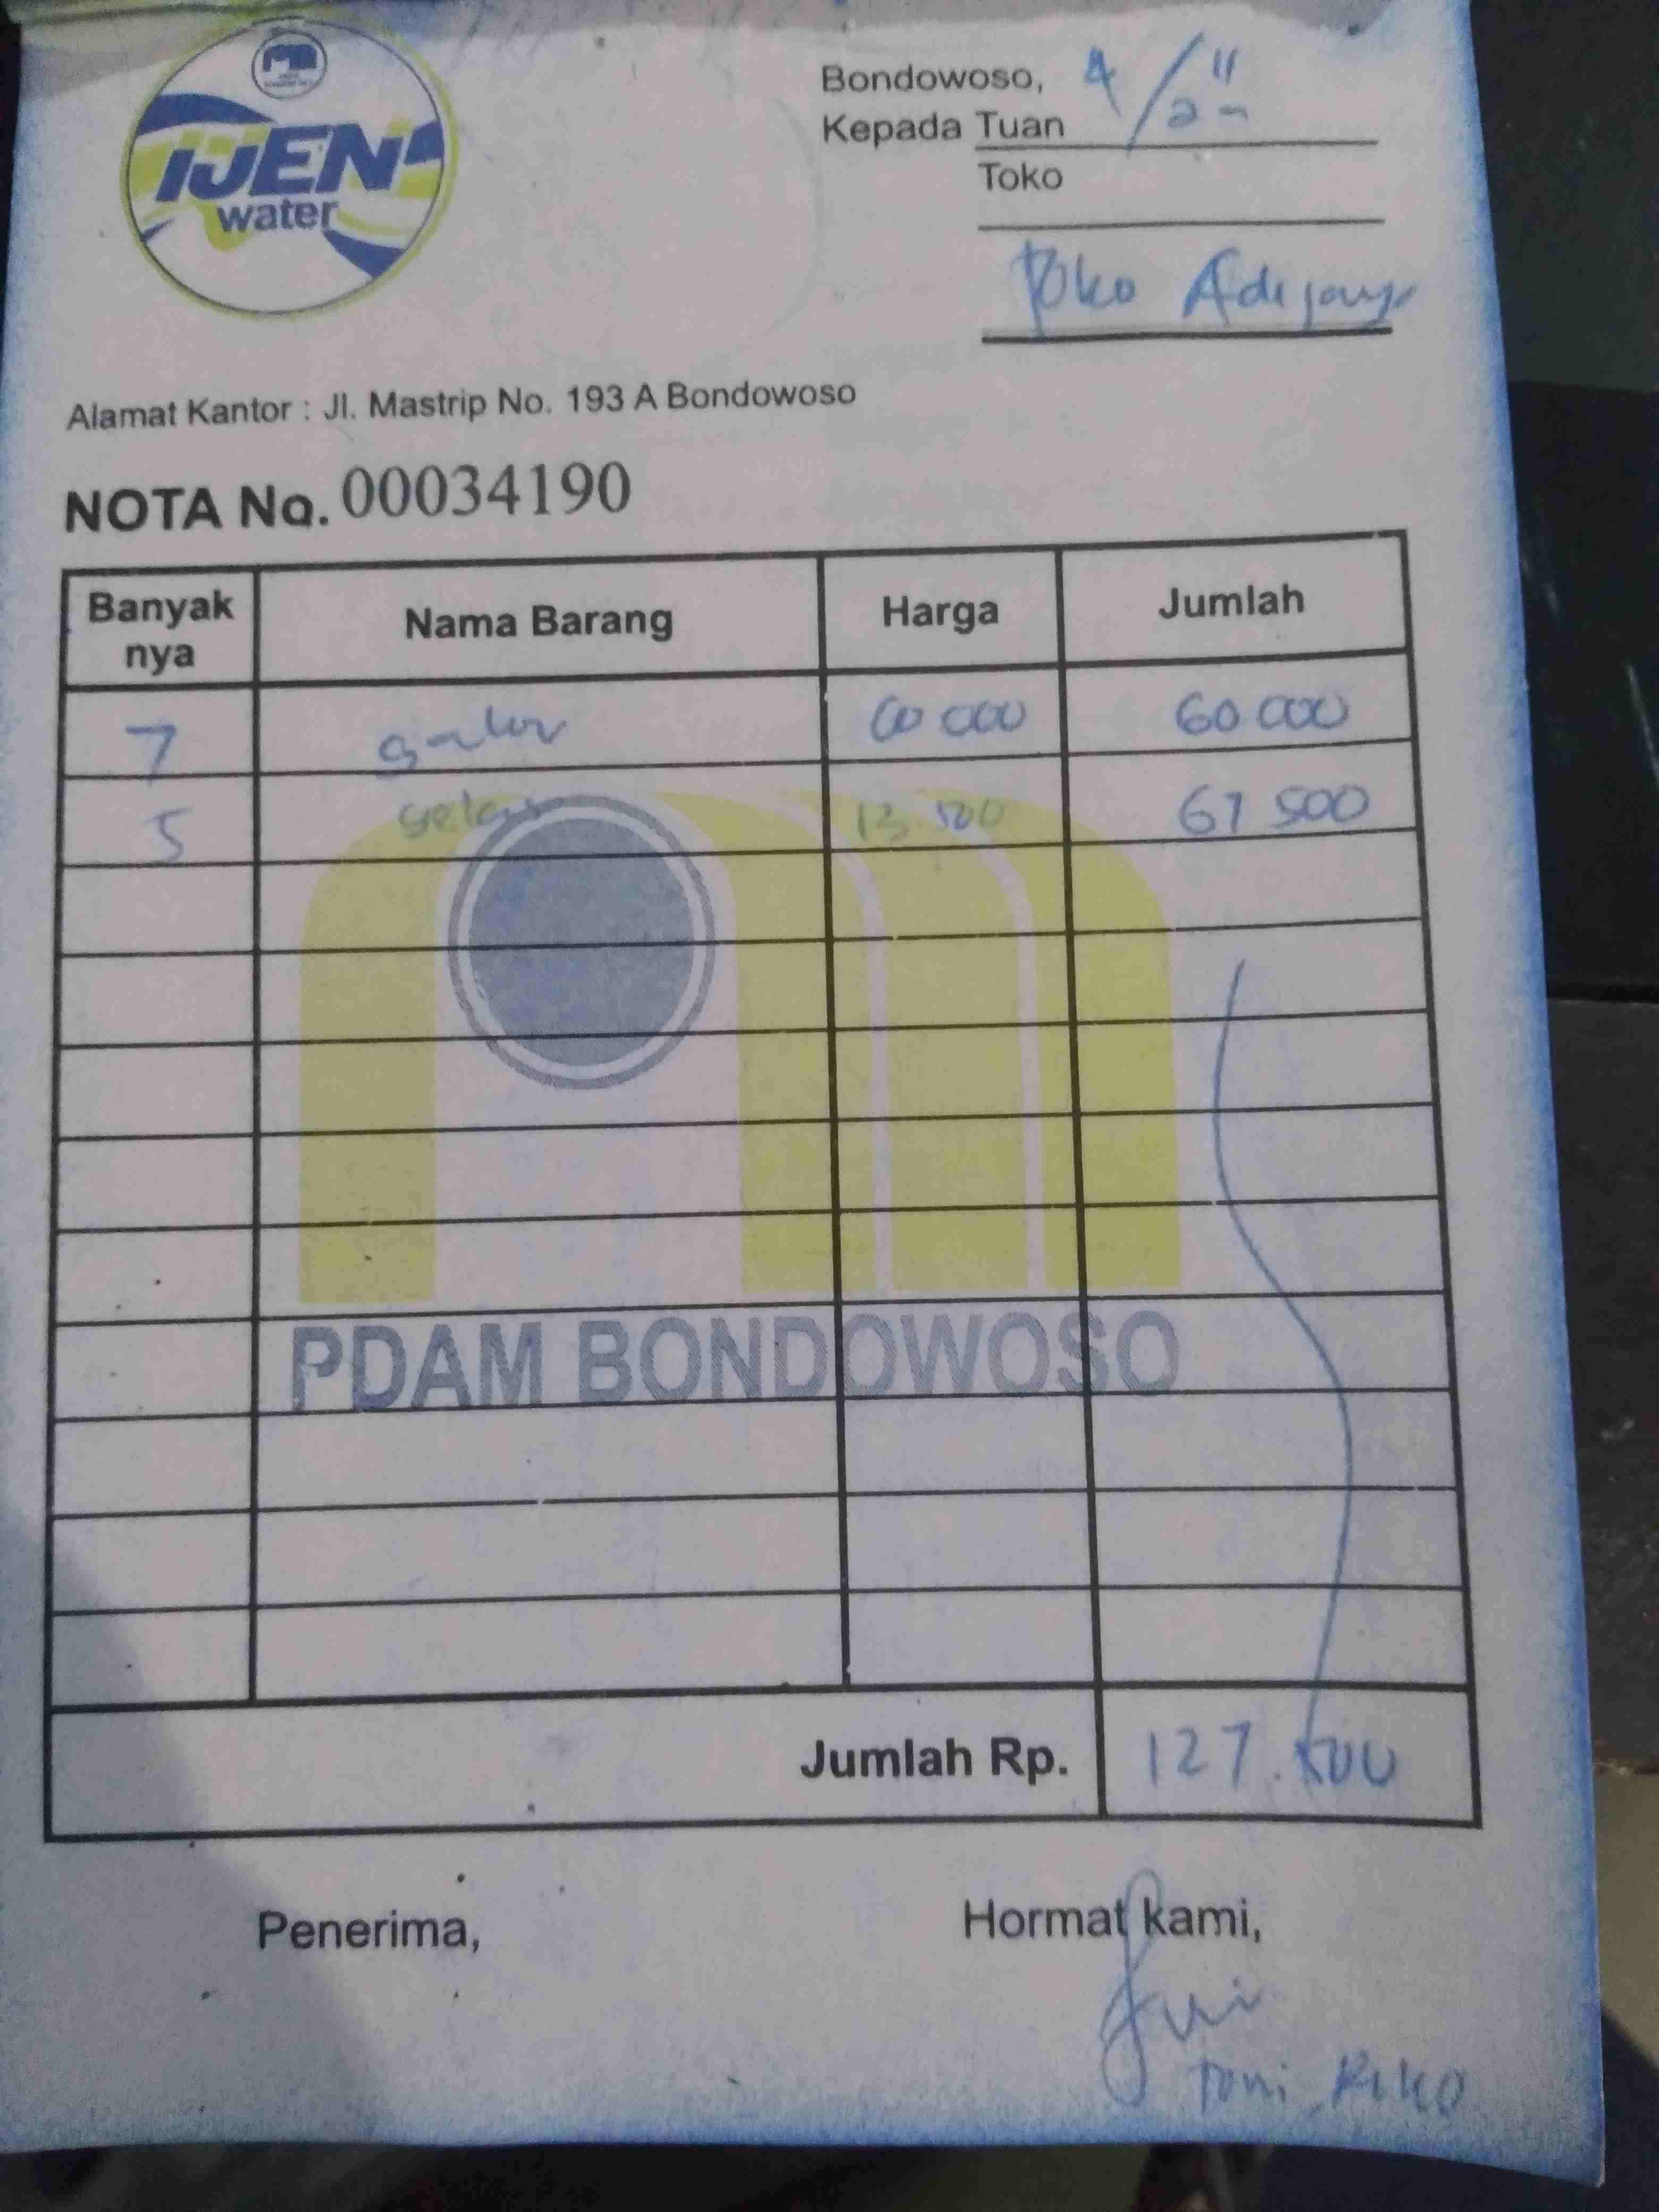 IJEN
water
Bondowoso, 4/11
Kepada Tuan
Toko
Toko Adijaya
Alamat Kantor : Jl. Mastrip No. 193 A Bondowoso
NOTA No. 00034190
Banyak nya Nama Barang Harga Jumlah
7 galon 60 000 60 000
5 gelas 13.500 67 500
PDAM BONDOWOSO
Jumlah Rp. 127.500
Penerima, Hormat kami,
Toni, Riko